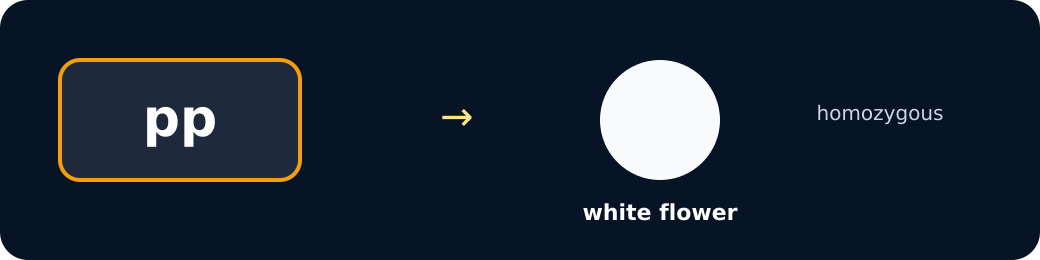 pp
→
homozygous
white flower